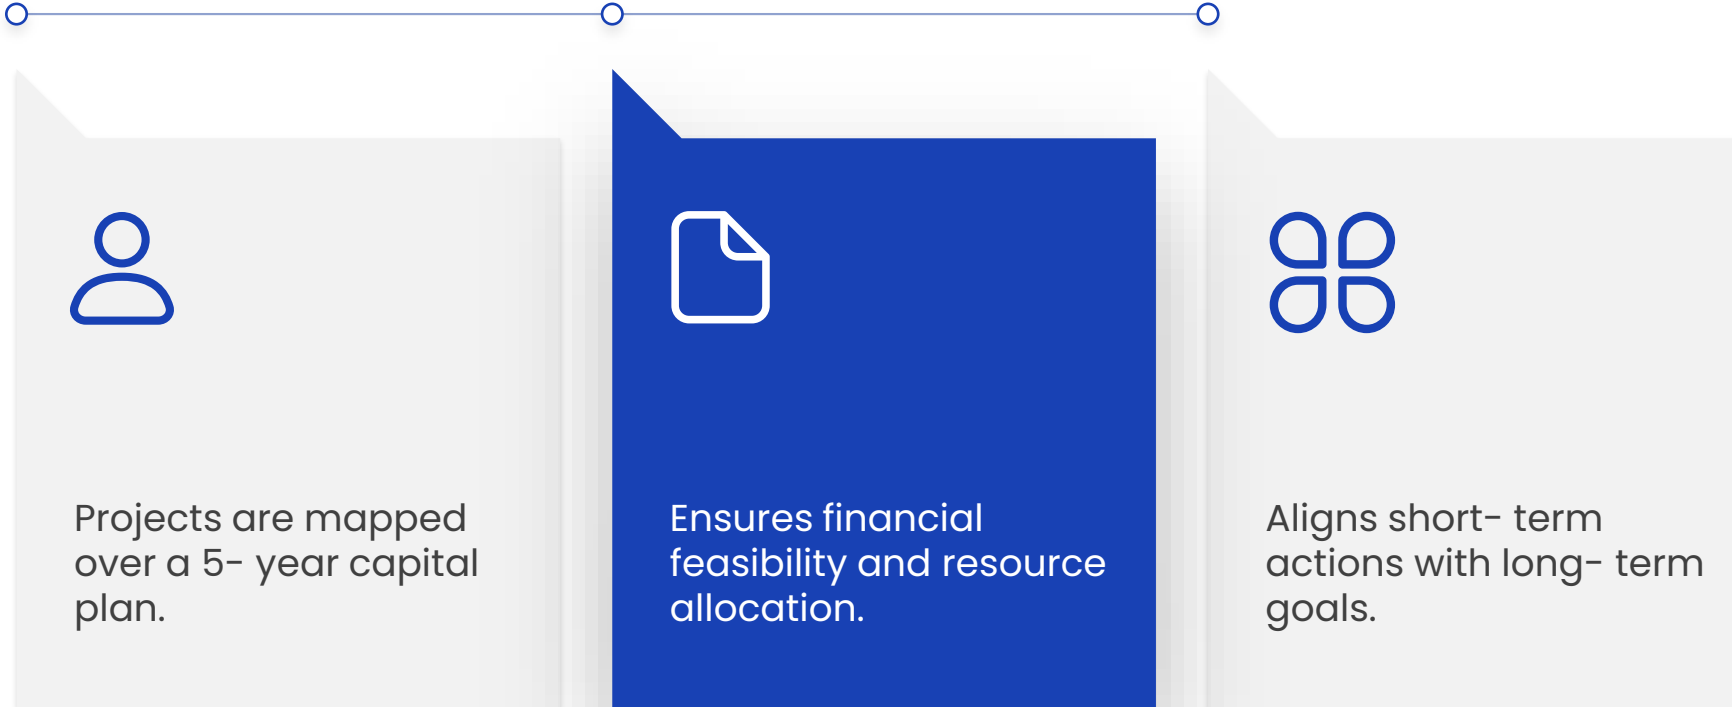 Projects are mapped
over a 5- year capital
plan.
Ensures financial
feasibility and resource
allocation.
Aligns short- term
actions with long- term
goals.